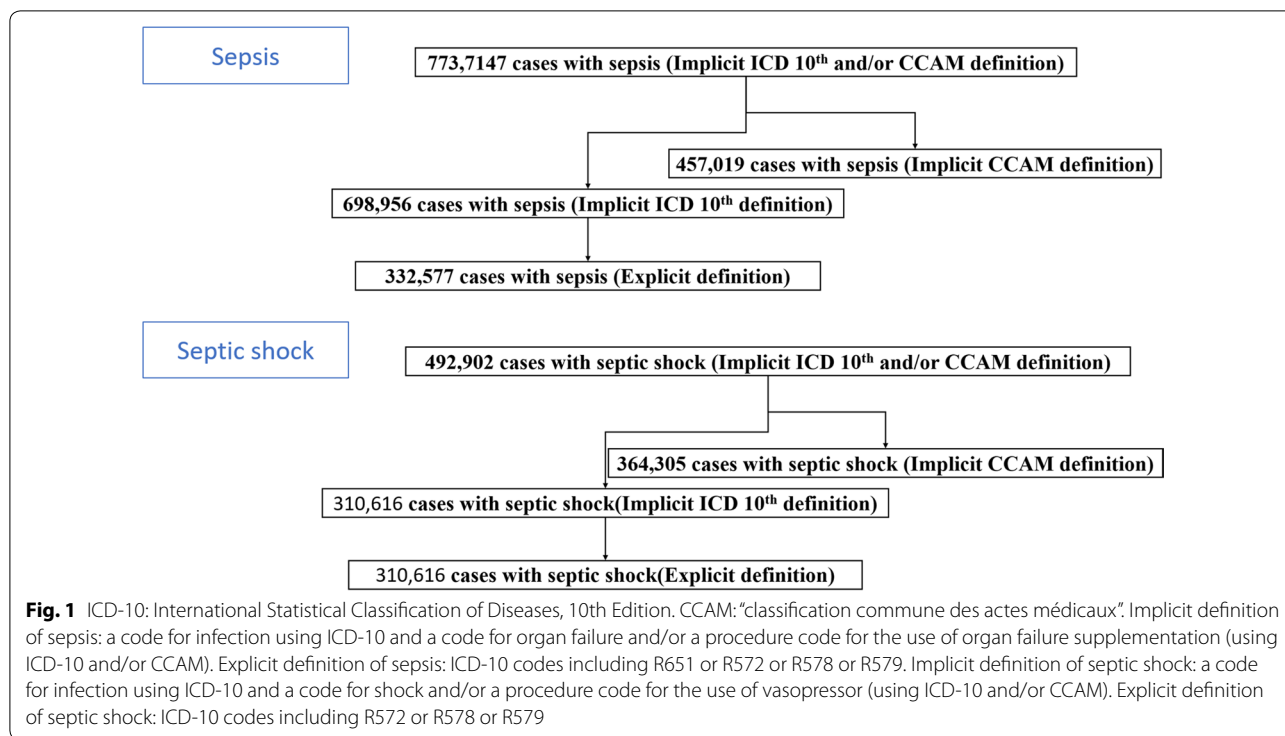 Sepsis
773,7147 cases with sepsis (Implicit ICD 10th and/or CCAM definition)
457,019 cases with sepsis (Implicit CCAM definition)
698,956 cases with sepsis (Implicit ICD 10th definition)
332,577 cases with sepsis (Explicit definition)
Septic shock
492,902 cases with septic shock (Implicit ICD 10th and/or CCAM definition)
364,305 cases with septic shock (Implicit CCAM definition)
310,616 cases with septic shock(Implicit ICD 10th definition)
310,616 cases with septic shock(Explicit definition)
Fig. 1 ICD-10: International Statistical Classification of Diseases, 10th Edition. CCAM: “classification commune des actes médicaux”. Implicit definition
of sepsis: a code for infection using ICD-10 and a code for organ failure and/or a procedure code for the use of organ failure supplementation (using
ICD-10 and/or CCAM). Explicit definition of sepsis: ICD-10 codes including R651 or R572 or R578 or R579. Implicit definition of septic shock: a code
for infection using ICD-10 and a code for shock and/or a procedure code for the use of vasopressor (using ICD-10 and/or CCAM). Explicit definition
of septic shock: ICD-10 codes including R572 or R578 or R579